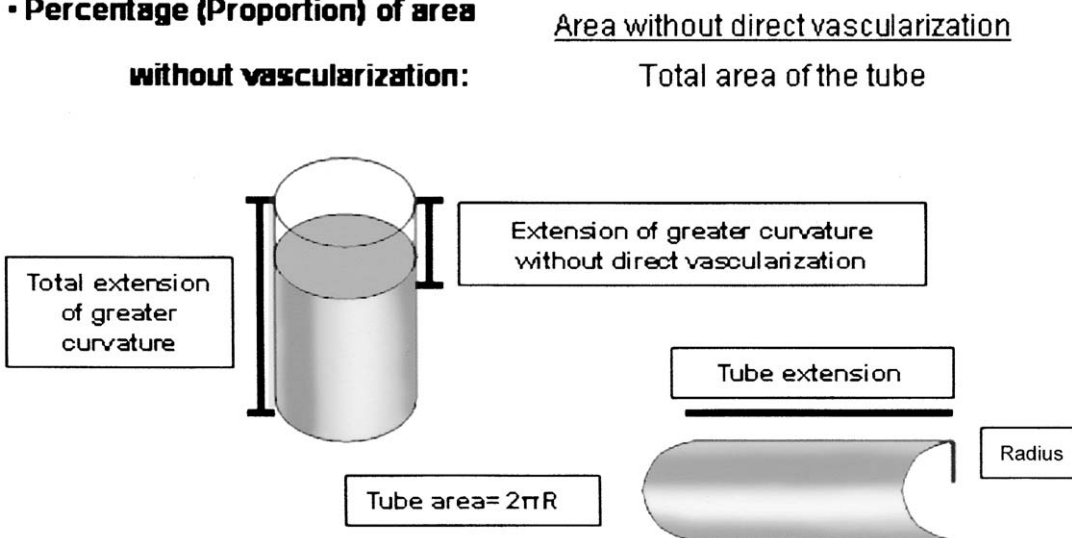 · Percentage (Proportion) of area
without vascularization:
Area without direct vascularization
Total area of the tube
Total extension
of greater
curvature
Extension of greater curvature
without direct vascularization
Tube extension
Radius
Tube area= 2πR